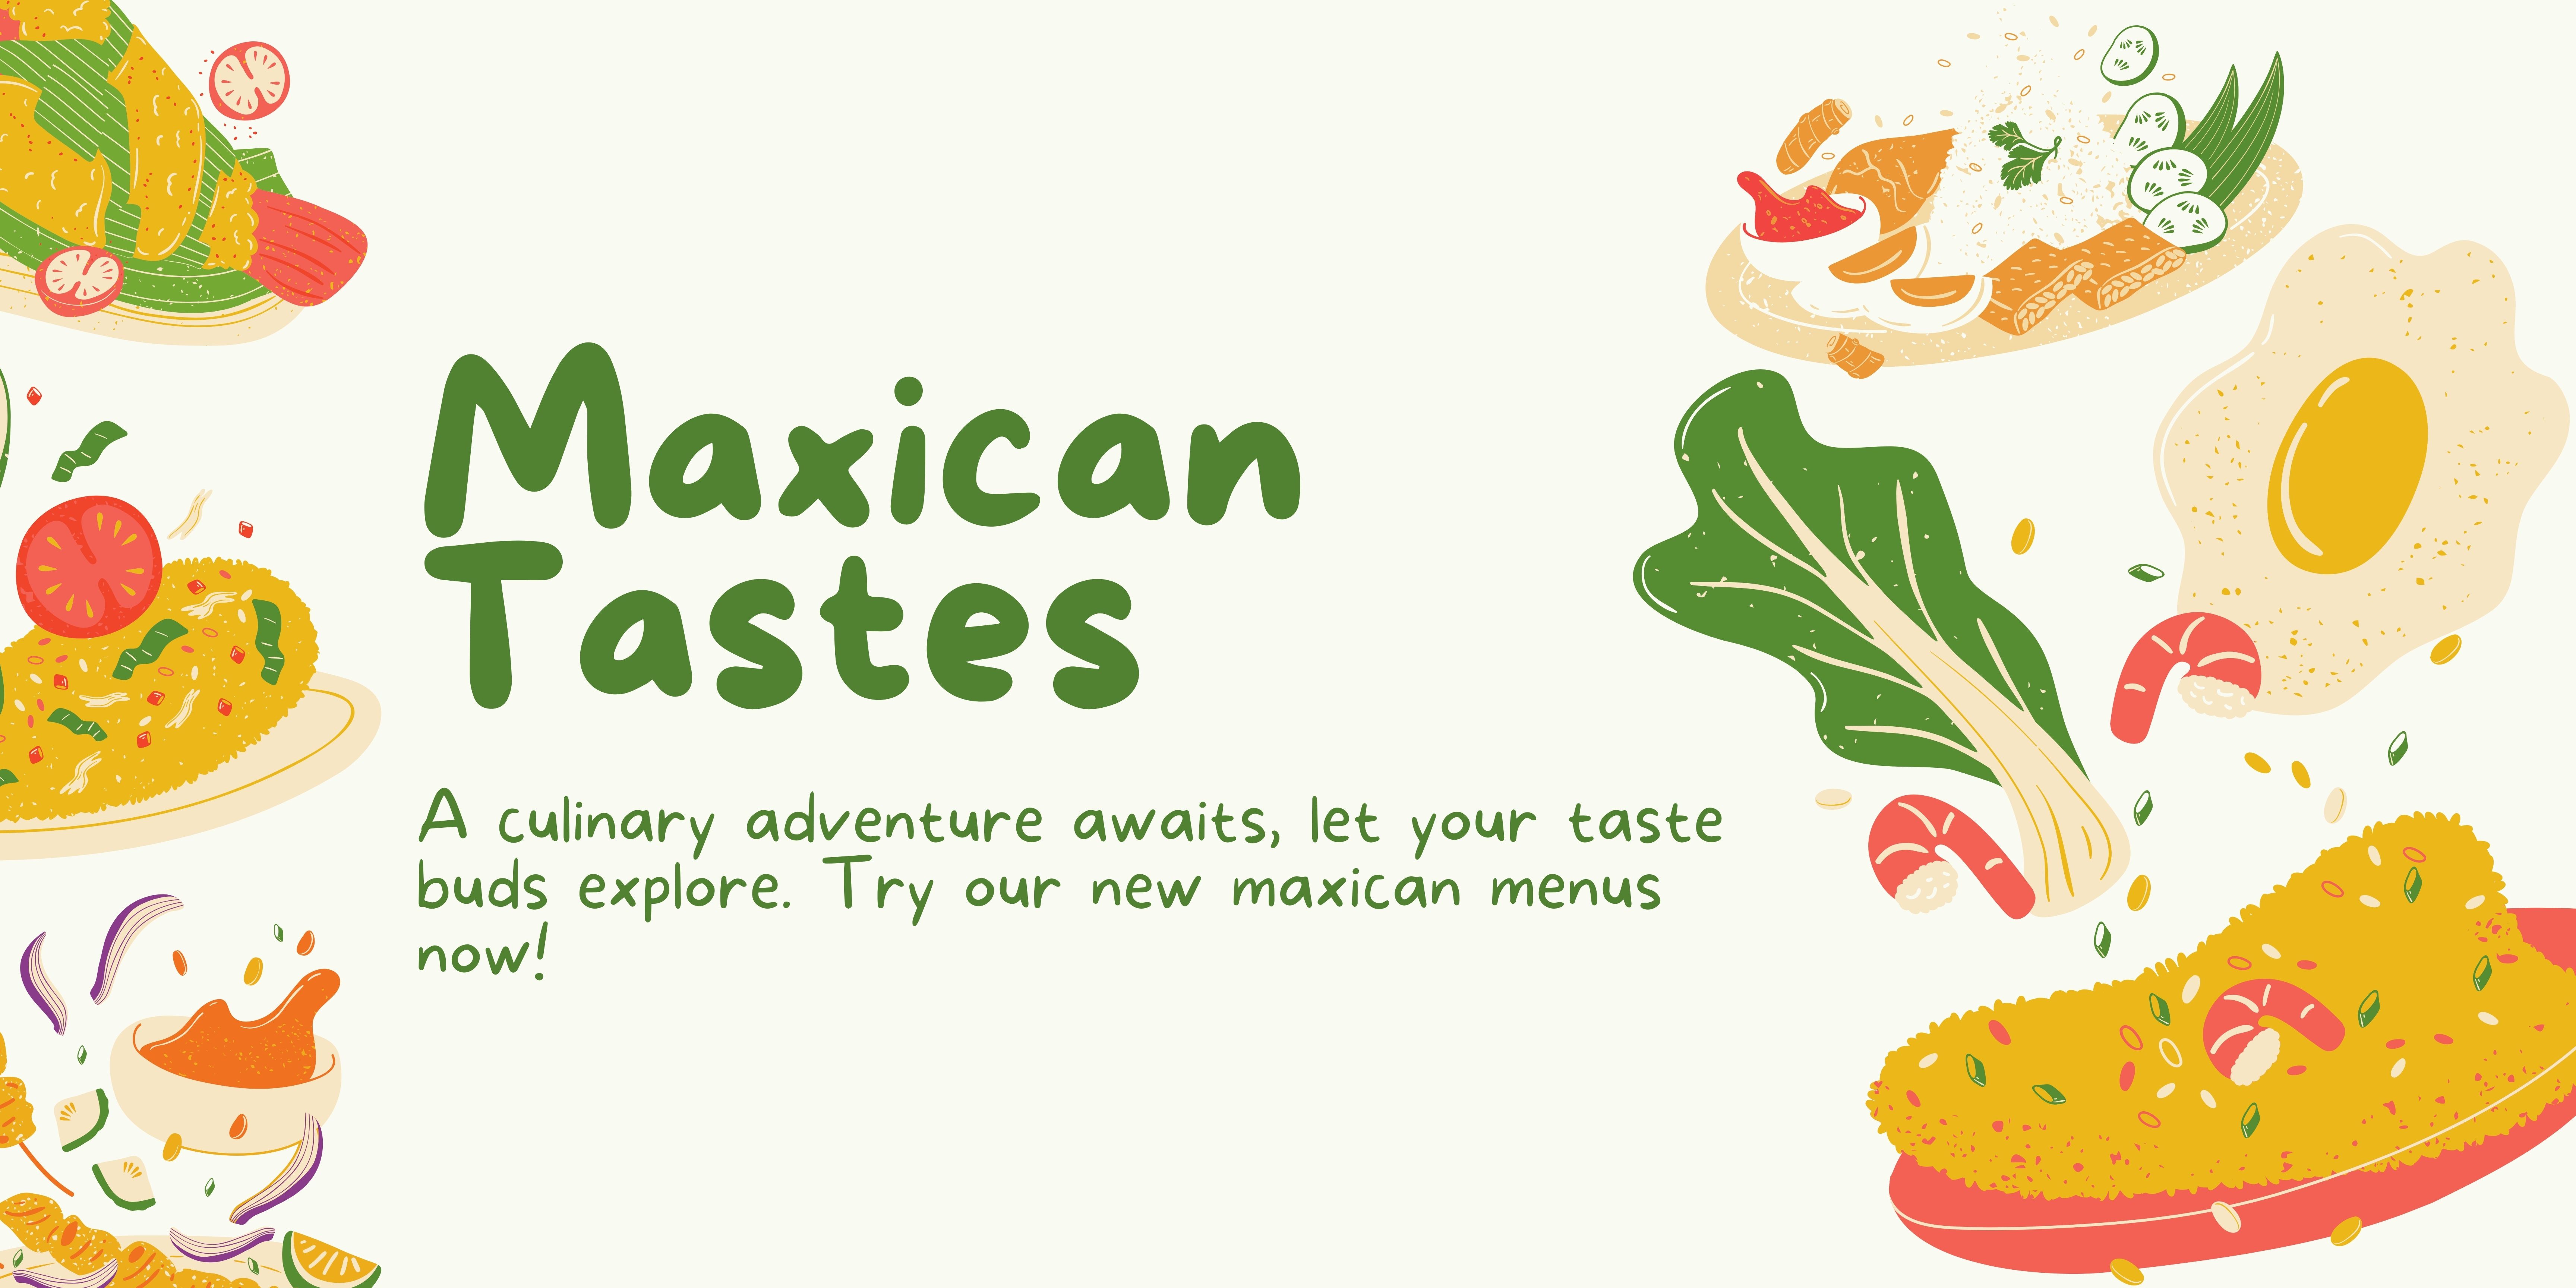 Maxican
Tastes
A culinary adventure awaits, let your taste
buds explore. Try our new maxican menus
now!